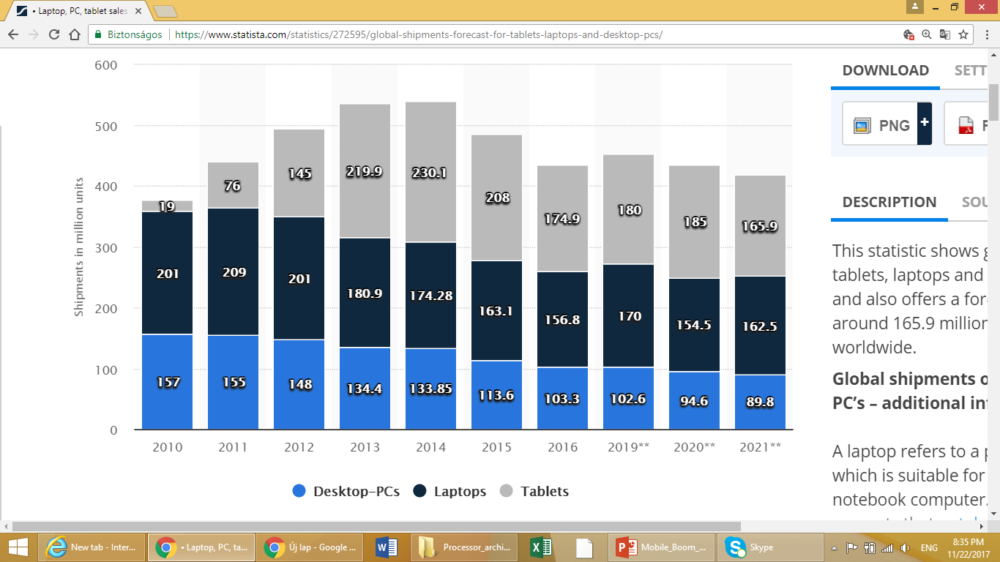 • Laptop, PC, tablet sales
Biztonságos
https://www.statista.com/statistics/272595/global-shipments-forecast-for-tablets-laptops-and-desktop-pcs/
Shipments in million units
600
500
400
300
200
100
0
19
76
145
219.9
230.1
208
174.9
180
185
165.9
201
209
201
180.9
174.28
163.1
156.8
170
154.5
162.5
157
155
148
134.4
133.85
113.6
103.3
102.6
94.6
89.8
2010 2011 2012 2013 2014 2015 2016 2019** 2020** 2021**
Desktop-PCs Laptops Tablets
DOWNLOAD SETT
PNG +
DESCRIPTION SOU
This statistic shows
tablets, laptops and
and also offers a for
around 165.9 million
worldwide.
Global shipments o
PC’s – additional in
A laptop refers to a
which is suitable for
notebook computer.
New tab - Inter...
• Laptop, PC, ta...
Új lap - Google ...
Processor_archi...
Mobile_Boom_...
Skype
ENG
8:35 PM
11/22/2017